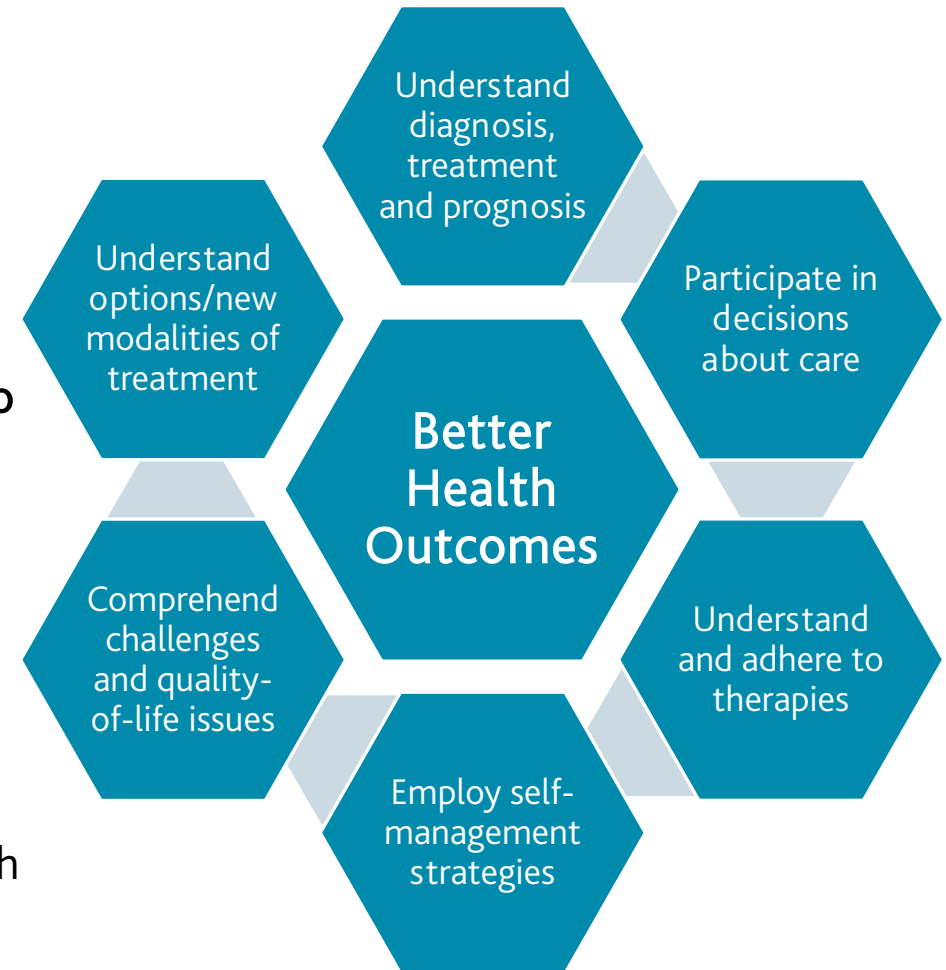 Understand
diagnosis,
treatment
and prognosis
Participate in
decisions
about care
Understand
and adhere to
therapies
Employ self-
management
strategies
Comprehend
challenges
and quality-
of-life issues
Understand
options/new
modalities of
treatment
Better
Health
Outcomes